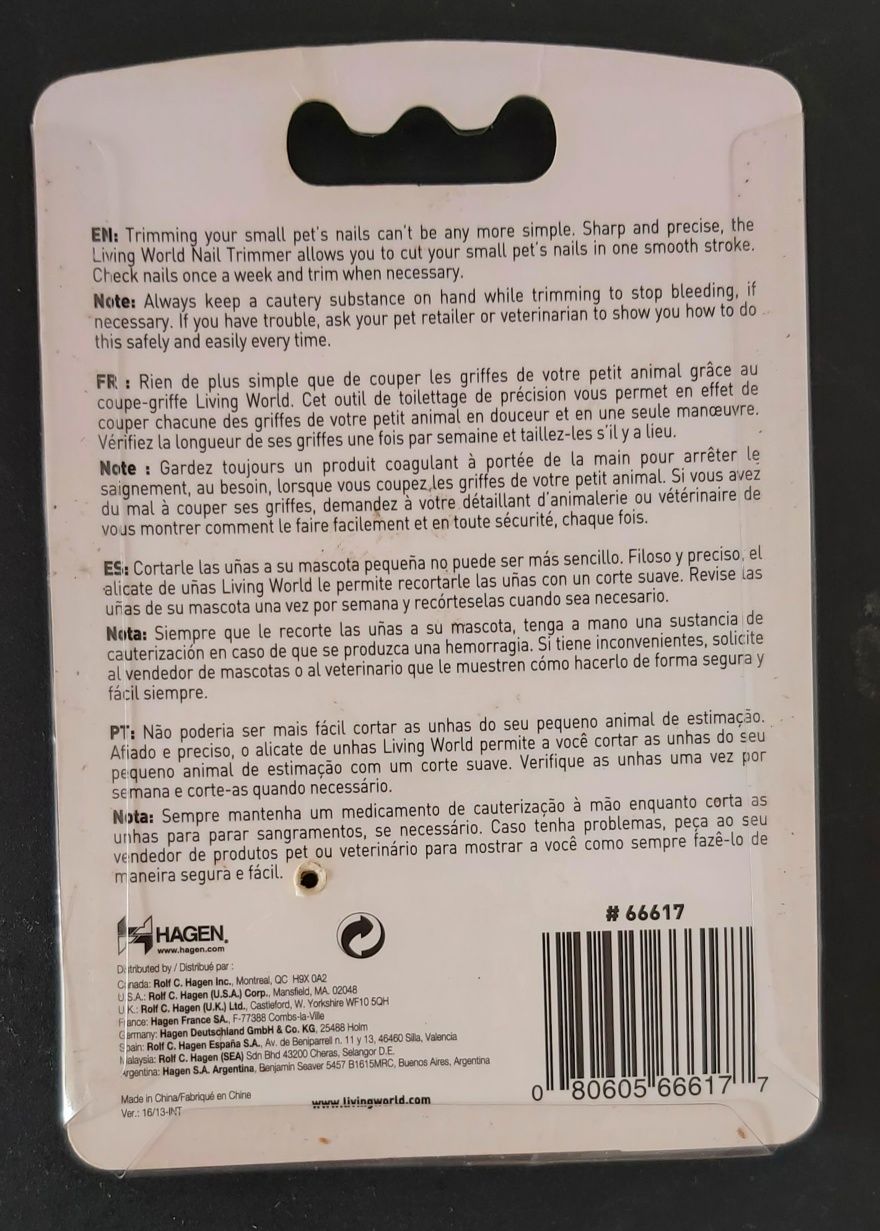 EN: Trimming your small pet's nails can't be any more simple. Sharp and precise, the
Living World Nail Trimmer allows you to cut your small pet's nails in one smooth stroke.
Check nails once a week and trim when necessary.
Note: Always keep a cautery substance on hand while trimming to stop bleeding, if
necessary. If you have trouble, ask your pet retailer or veterinarian to show you how to do
this safely and easily every time.
FR : Rien de plus simple que de couper les griffes de votre petit animal grâce au
coupe-griffe Living World. Cet outil de toilettage de précision vous permet en effet de
couper chacune des griffes de votre petit animal en douceur et en une seule manœuvre.
Vérifiez la longueur de ses griffes une fois par semaine et taillez-les s'il y a lieu.
Note : Gardez toujours un produit coagulant à portée de la main pour arrêter le
saignement, au besoin, lorsque vous coupez les griffes de votre petit animal. Si vous avez
du mal à couper ses griffes, demandez à votre détaillant d'animalerie ou vétérinaire de
vous montrer comment le faire facilement et en toute sécurité, chaque fois.
ES: Cortarle las uñas a su mascota pequeña no puede ser más sencillo. Filoso y preciso, el
alicate de uñas Living World le permite recortarle las uñas con un corte suave. Revise las
uñas de su mascota una vez por semana y recórteselas cuando sea necesario.
Nota: Siempre que le recorte las uñas a su mascota, tenga a mano una sustancia de
cauterización en caso de que se produzca una hemorragia. Si tiene inconvenientes, solicite
al vendedor de mascotas o al veterinario que le muestren cómo hacerlo de forma segura y
fácil siempre.
PT: Não poderia ser mais fácil cortar as unhas do seu pequeno animal de estimação.
Afiado e preciso, o alicate de unhas Living World permite a você cortar as unhas do seu
pequeno animal de estimação com um corte suave. Verifique as unhas uma vez por
semana e corte-as quando necessário.
Nota: Sempre mantenha um medicamento de cauterização à mão enquanto corta as
unhas para parar sangramentos, se necessário. Caso tenha problemas, peça ao seu
vendedor de produtos pet ou veterinário para mostrar a você como sempre fazê-lo de
maneira segura e fácil.
# 66617
HAGEN.
www.hagen.com
Distributed by / Distribué par :
Canada: Rolf C. Hagen Inc., Montreal, QC H9X 0A2
U.S.A.: Rolf C. Hagen (U.S.A.) Corp., Mansfield, MA. 02048
U.K.: Rolf C. Hagen (U.K.) Ltd., Castleford, W. Yorkshire WF10 5QH
France: Hagen France SA., F-77388 Combs-la-Ville
Germany: Hagen Deutschland GmbH & Co. KG, 25488 Holm
Spain: Rolf C. Hagen España S.A., Av. de Beniparrell n. 11 y 13, 46460 Silla, Valencia
Malaysia: Rolf C. Hagen (SEA) Sdn Bhd 43200 Cheras, Selangor D.E.
Argentina: Hagen S.A. Argentina, Benjamin Seaver 5457 B1615MRC, Buenos Aires, Argentina
Made in China/Fabriqué en Chine
Ver.: 16/13-INT
www.livingworld.com
0 80605 66617 7